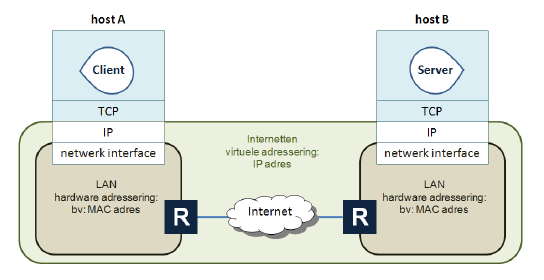 host A
host B
Client
Server
TCP
TCP
IP
IP
Internetten
virtuele adressering:
IP adres
netwerk interface
netwerk interface
LAN
hardware adressering:
bv: MAC adres
LAN
hardware adressering:
bv: MAC adres
R
Internet
R